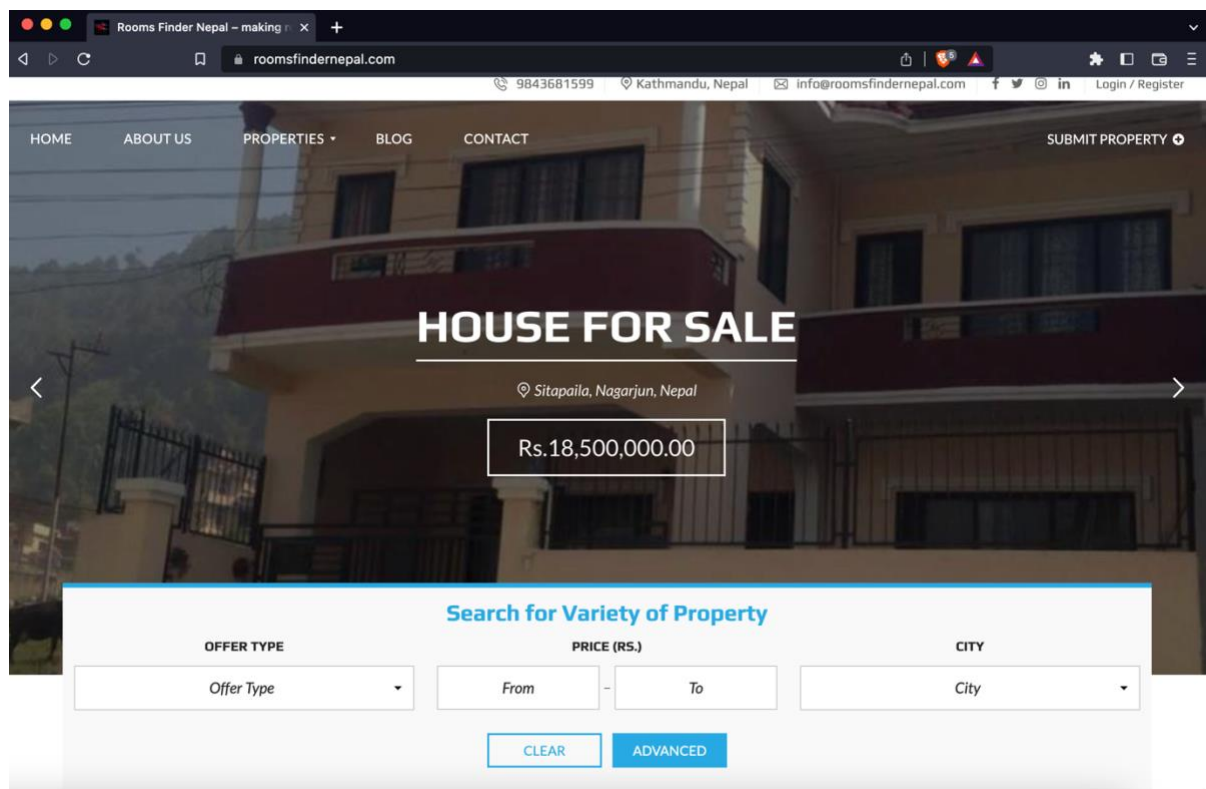 Rooms Finder Nepal – making
roomsfindernepal.com
5
9843681599 Kathmandu, Nepal info@roomsfindernepal.com Login / Register
HOME ABOUT US PROPERTIES BLOG CONTACT SUBMIT PROPERTY
HOUSE FOR SALE
Sitapaila, Nagarjun, Nepal
Rs.18,500,000.00
Search for Variety of Property
OFFER TYPE PRICE (RS.) CITY
Offer Type From – To City
CLEAR ADVANCED